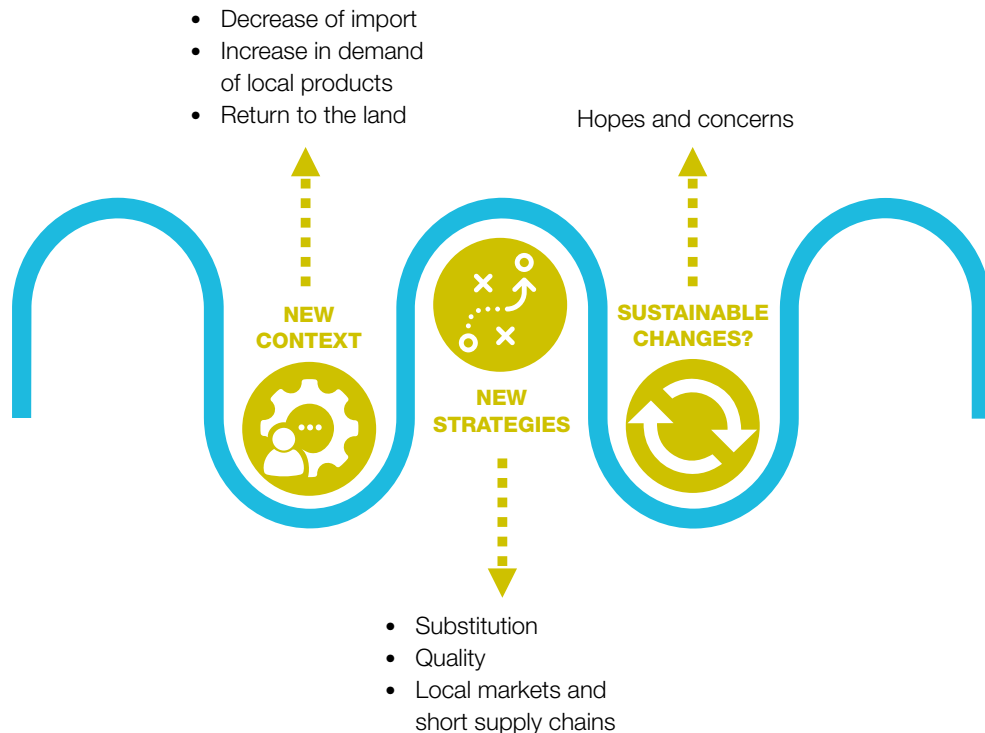 • Decrease of import
• Increase in demand
of local products
• Return to the land
Hopes and concerns
NEW
CONTEXT
SUSTAINABLE
CHANGES?
NEW
STRATEGIES
• Substitution
• Quality
• Local markets and
short supply chains